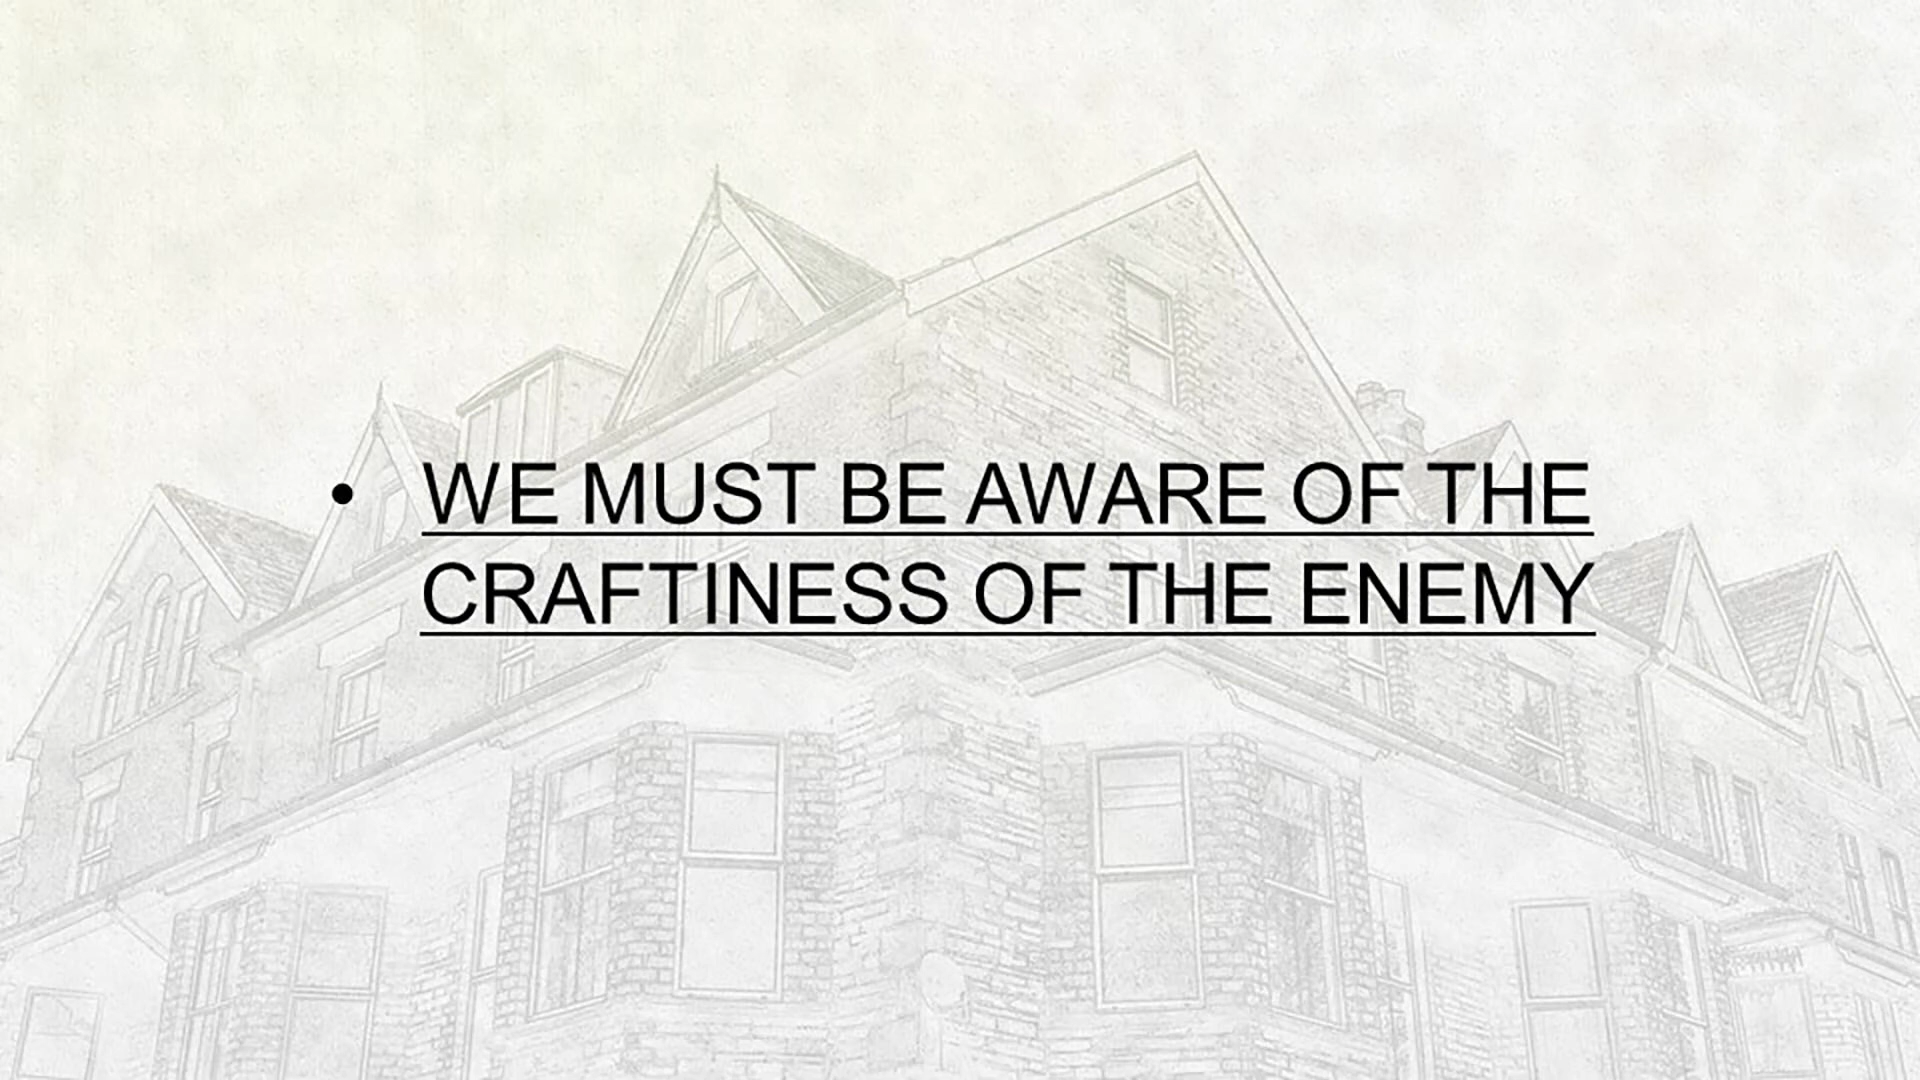 • WE MUST BE AWARE OF THE
CRAFTINESS OF THE ENEMY